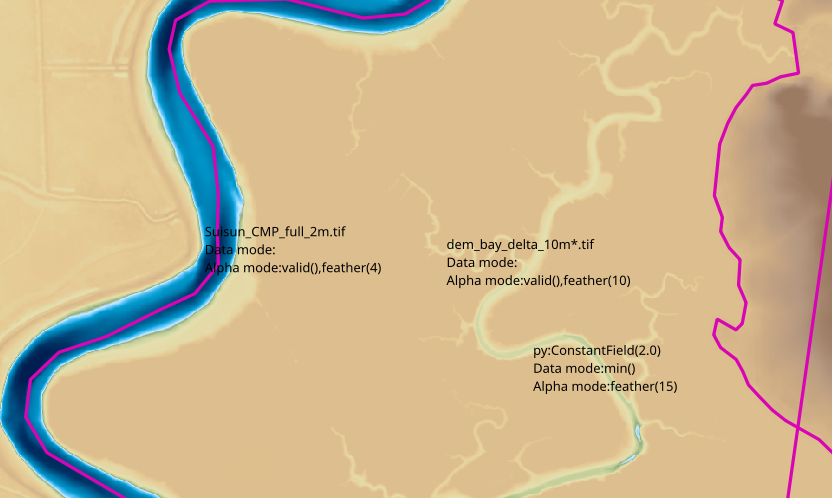 Suisun_CMP_full_2m.tif
Data mode:
Alpha mode:valid(),feather(4)
dem_bay_delta_10m*.tif
Data mode:
Alpha mode:valid(),feather(10)
py:ConstantField(2.0)
Data mode:min()
Alpha mode:feather(15)